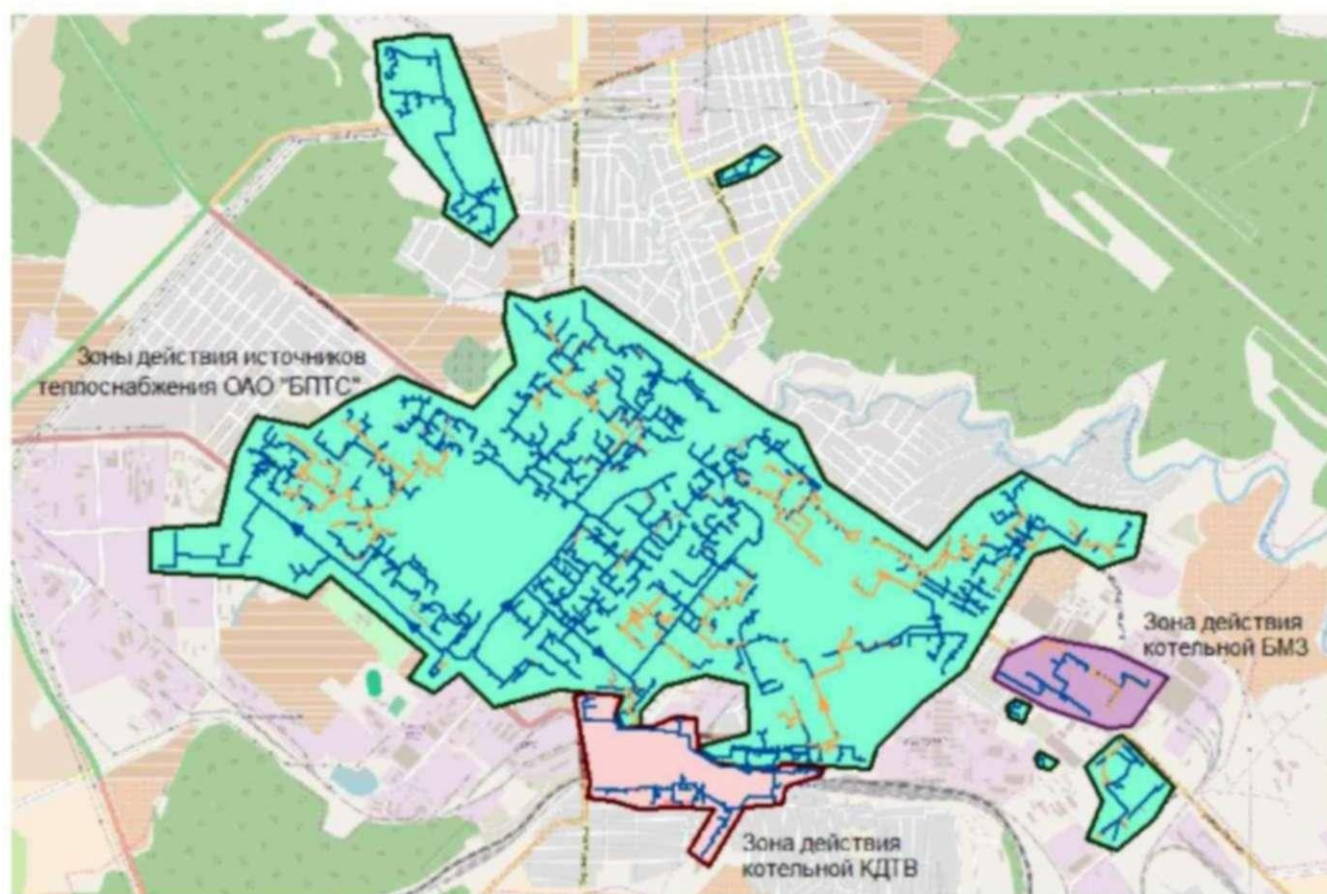 Зоны действия источников
теплоснабжения ОАО "БПТС"
Зона действия
котельной БМЗ
Зона действия
котельной КДТВ